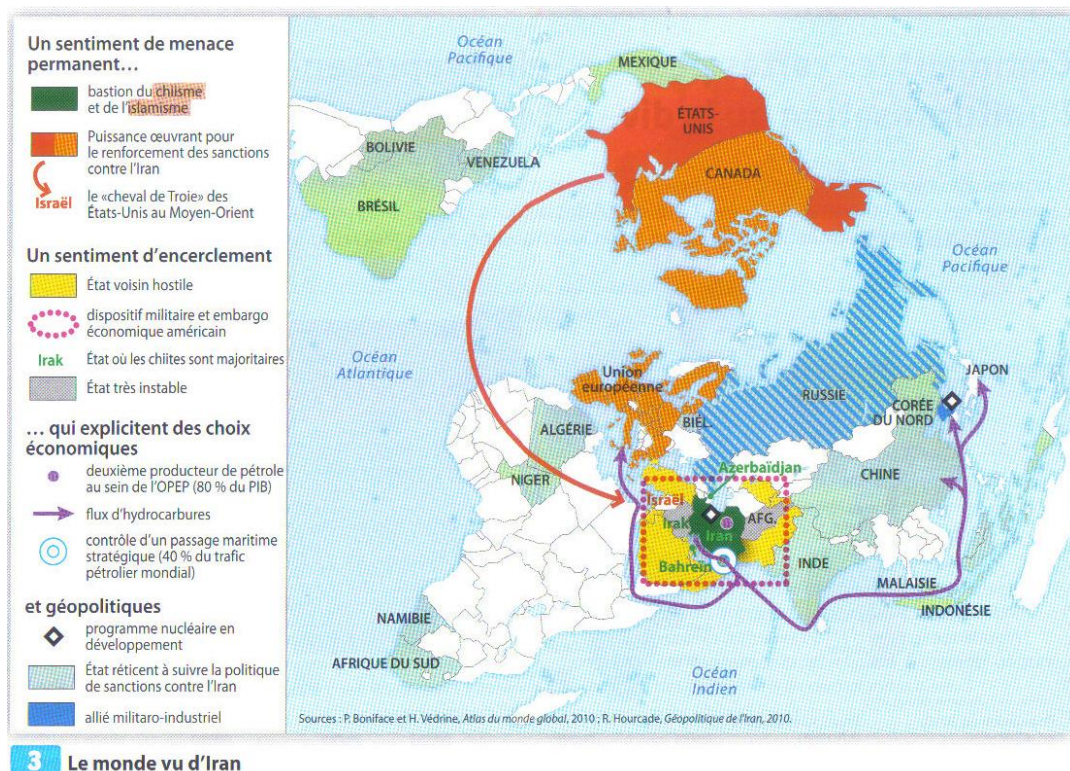 Un sentiment de menace
permanent…
bastion du chiisme
et de l'islamisme
Puissance œuvrant pour
le renforcement des sanctions
contre l'Iran
Israël
le «cheval de Troie» des
États-Unis au Moyen-Orient
Un sentiment d'encerclement
État voisin hostile
dispositif militaire et embargo
économique américain
Irak
État où les chiites sont majoritaires
État très instable
… qui explicitent des choix
économiques
deuxième producteur de pétrole
au sein de l'OPEP (80 % du PIB)
flux d'hydrocarbures
contrôle d'un passage maritime
stratégique (40 % du trafic
pétrolier mondial)
et géopolitiques
programme nucléaire en
développement
État réticent à suivre la politique
de sanctions contre l'Iran
allié militaro-industriel
Océan
Pacifique
MEXIQUE
ÉTATS-
UNIS
BOLIVIE
VENEZUELA
CANADA
BRÉSIL
Océan
Pacifique
Océan
Atlantique
Union
européenne
RUSSIE
JAPON
BIÉL.
CORÉE
DU NORD
ALGÉRIE
CHINE
Azerbaïdjan
NIGER
Israël
Irak
Iran
AFG.
Bahreïn
INDE
MALAISIE
INDONÉSIE
NAMIBIE
AFRIQUE DU SUD
Océan
Indien
Sources : P. Boniface et H. Védrine, Atlas du monde global, 2010 ; R. Hourcade, Géopolitique de l'Iran, 2010.
3 Le monde vu d'Iran